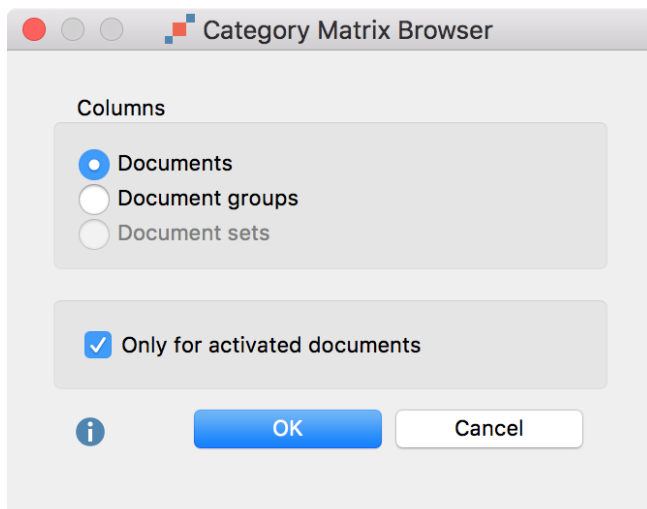 Category Matrix Browser
Columns
Documents
Document groups
Document sets
Only for activated documents
OK
Cancel